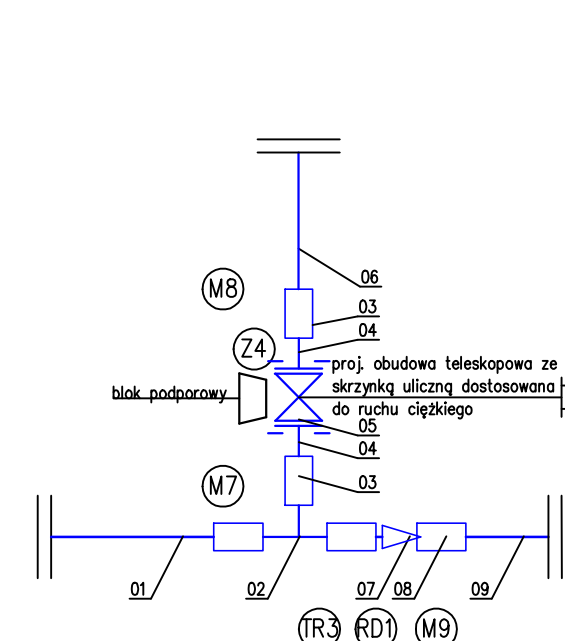 06
M8
03
04
Z4
proj. obudowa teleskopowa ze
skrzynką uliczną dostosowana
do ruchu ciężkiego
blok podporowy
05
04
M7
03
01
02
07
08
09
TR3
RD1
M9